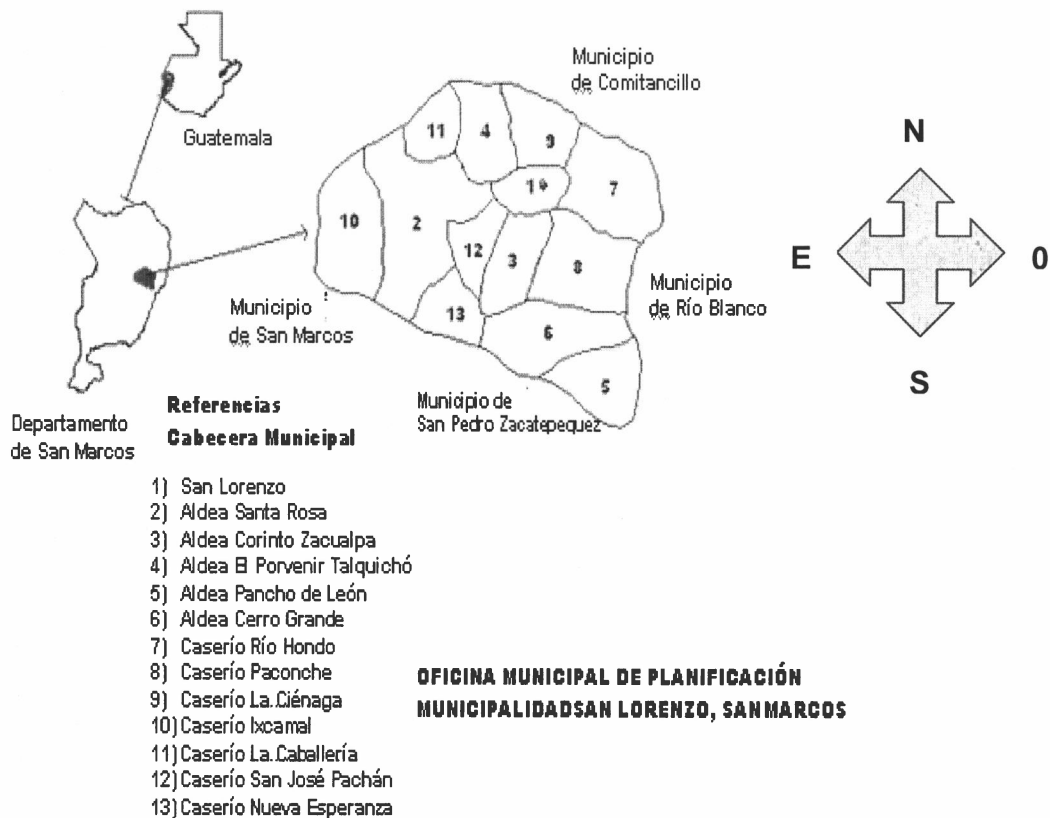 Guatemala
Municipio
de Comitancillo
11
4
9
7
10
2
12
3
8
13
6
5
Municipio
de San Marcos
Municipio
de Río Blanco
Municipio de
San Pedro Zacatepequez
Departamento
de San Marcos
N
E
0
S
Referencias
Cabecera Municipal
1) San Lorenzo
2) Aldea Santa Rosa
3) Aldea Corinto Zacualpa
4) Aldea El Porvenir Talquichó
5) Aldea Pancho de León
6) Aldea Cerro Grande
7) Caserío Río Hondo
8) Caserío Paconche
9) Caserío La.Ciénaga
10)Caserío Ixcamal
11)Caserío La.Caballería
12)Caserío San José Pachán
13)Caserío Nueva Esperanza
OFICINA MUNICIPAL DE PLANIFICACIÓN
MUNICIPALIDADSAN LORENZO, SANMARCOS